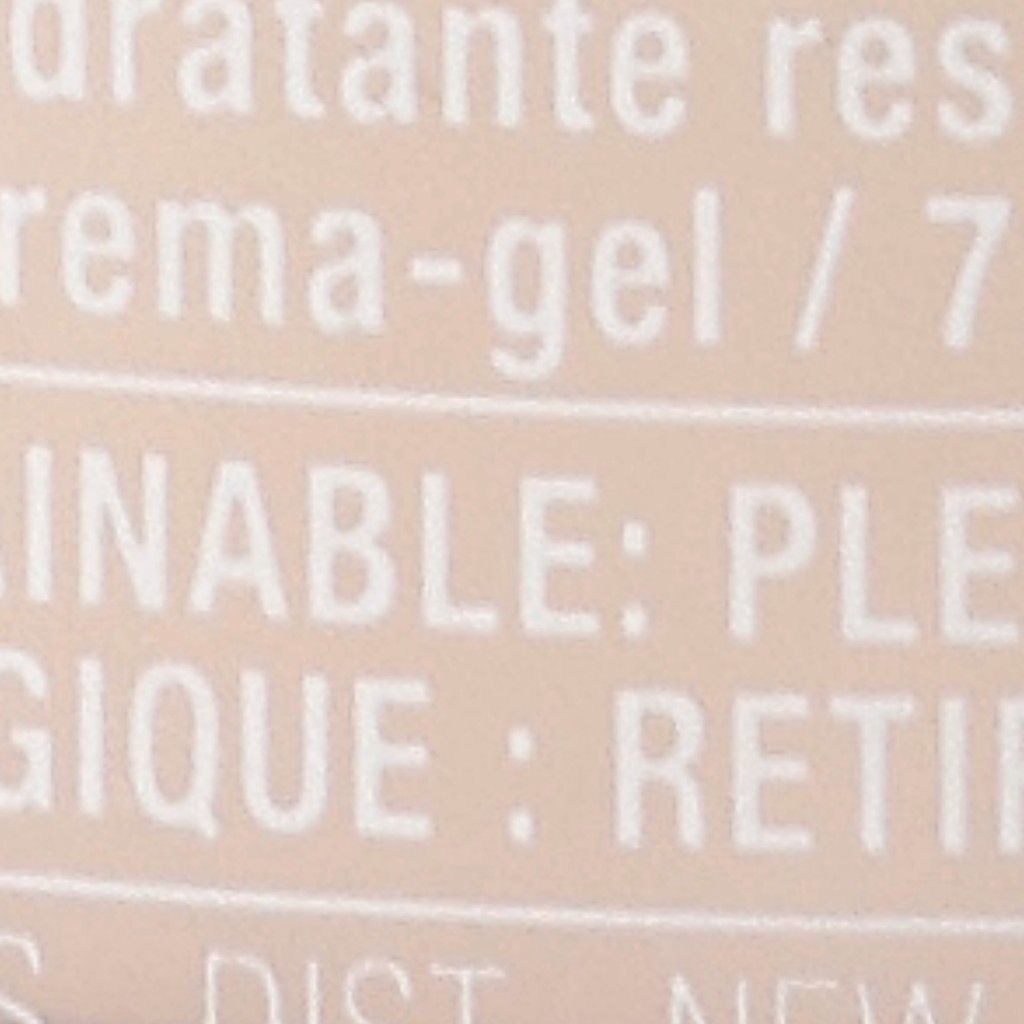 dratante res
rema-gel / 7
INABLE: PLE
GIQUE : RETI
S DIST. NEW